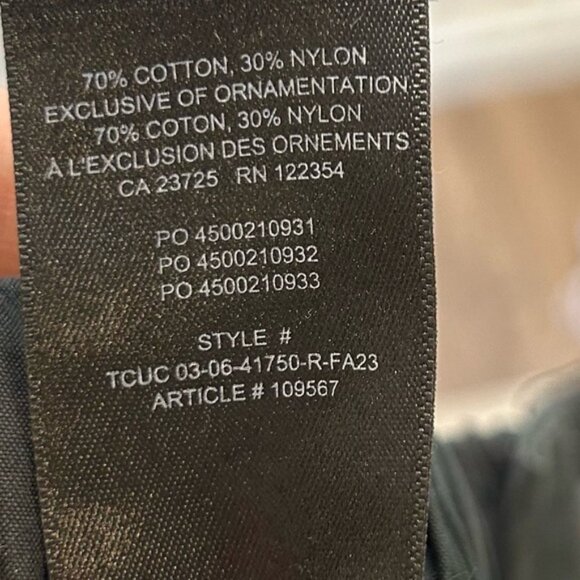 70% COTTON, 30% NYLON
EXCLUSIVE OF ORNAMENTATION
70% COTON, 30% NYLON
À L'EXCLUSION DES ORNEMENTS
CA 23725 RN 122354
PO 4500210931
PO 4500210932
PO 4500210933
STYLE #
TCUC 03-06-41750-R-FA23
ARTICLE # 109567